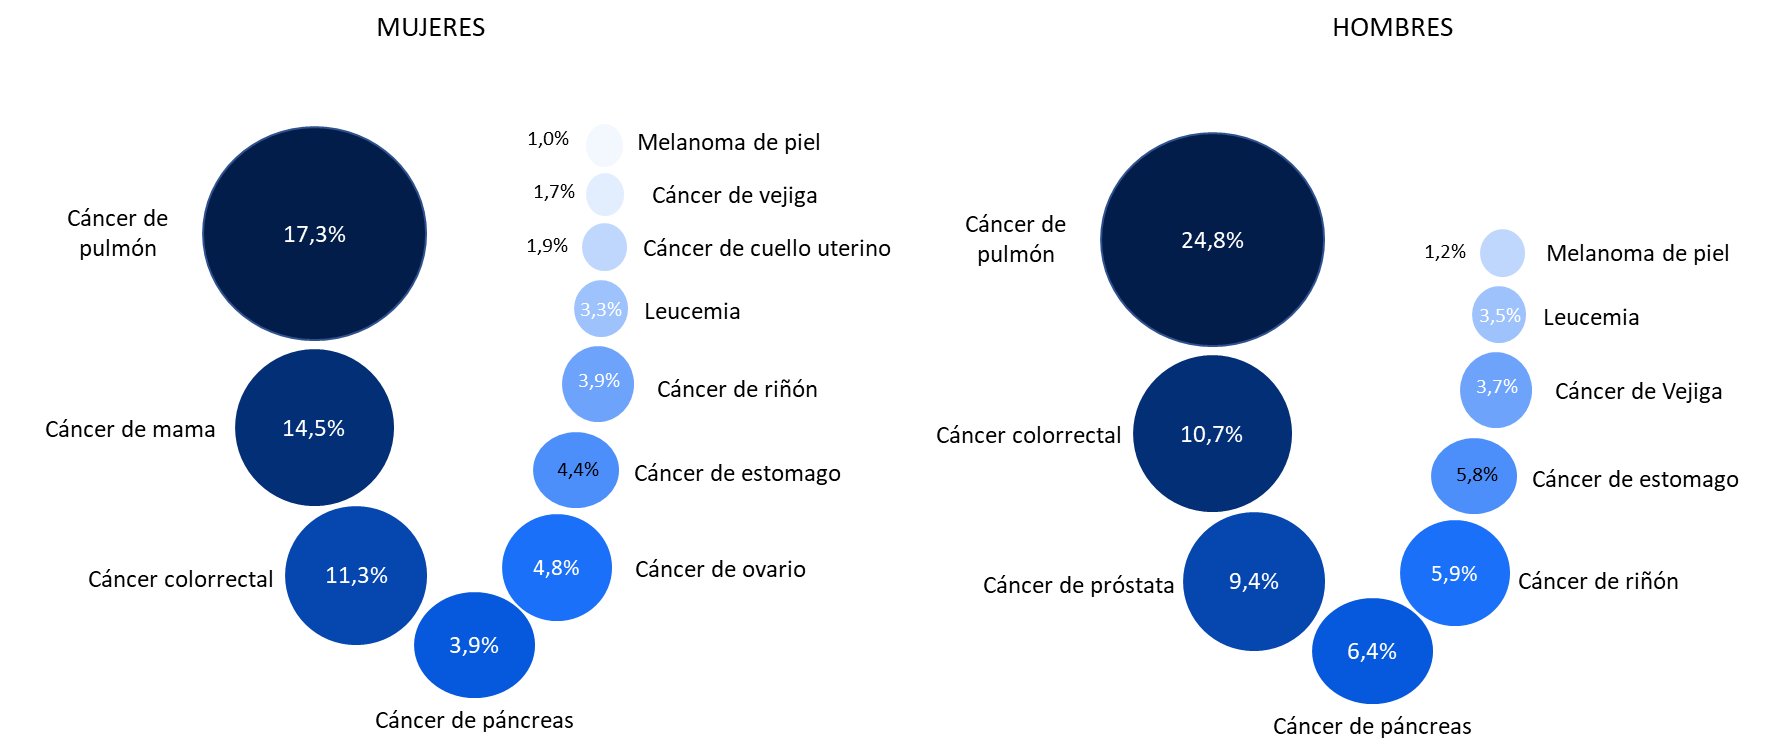 MUJERES
Cáncer de
pulmón
17,3%
Cáncer de mama
14,5%
Cáncer colorrectal
11,3%
3,9%
Cáncer de páncreas
4,8%
Cáncer de ovario
4,4%
Cáncer de estomago
3,9%
Cáncer de riñón
3,3%
Leucemia
1,9%
Cáncer de cuello uterino
1,7%
Cáncer de vejiga
1,0%
Melanoma de piel
HOMBRES
Cáncer de
pulmón
24,8%
Cáncer colorrectal
10,7%
Cáncer de próstata
9,4%
6,4%
Cáncer de páncreas
5,9%
Cáncer de riñón
5,8%
Cáncer de estomago
3,7%
Cáncer de Vejiga
3,5%
Leucemia
1,2%
Melanoma de piel